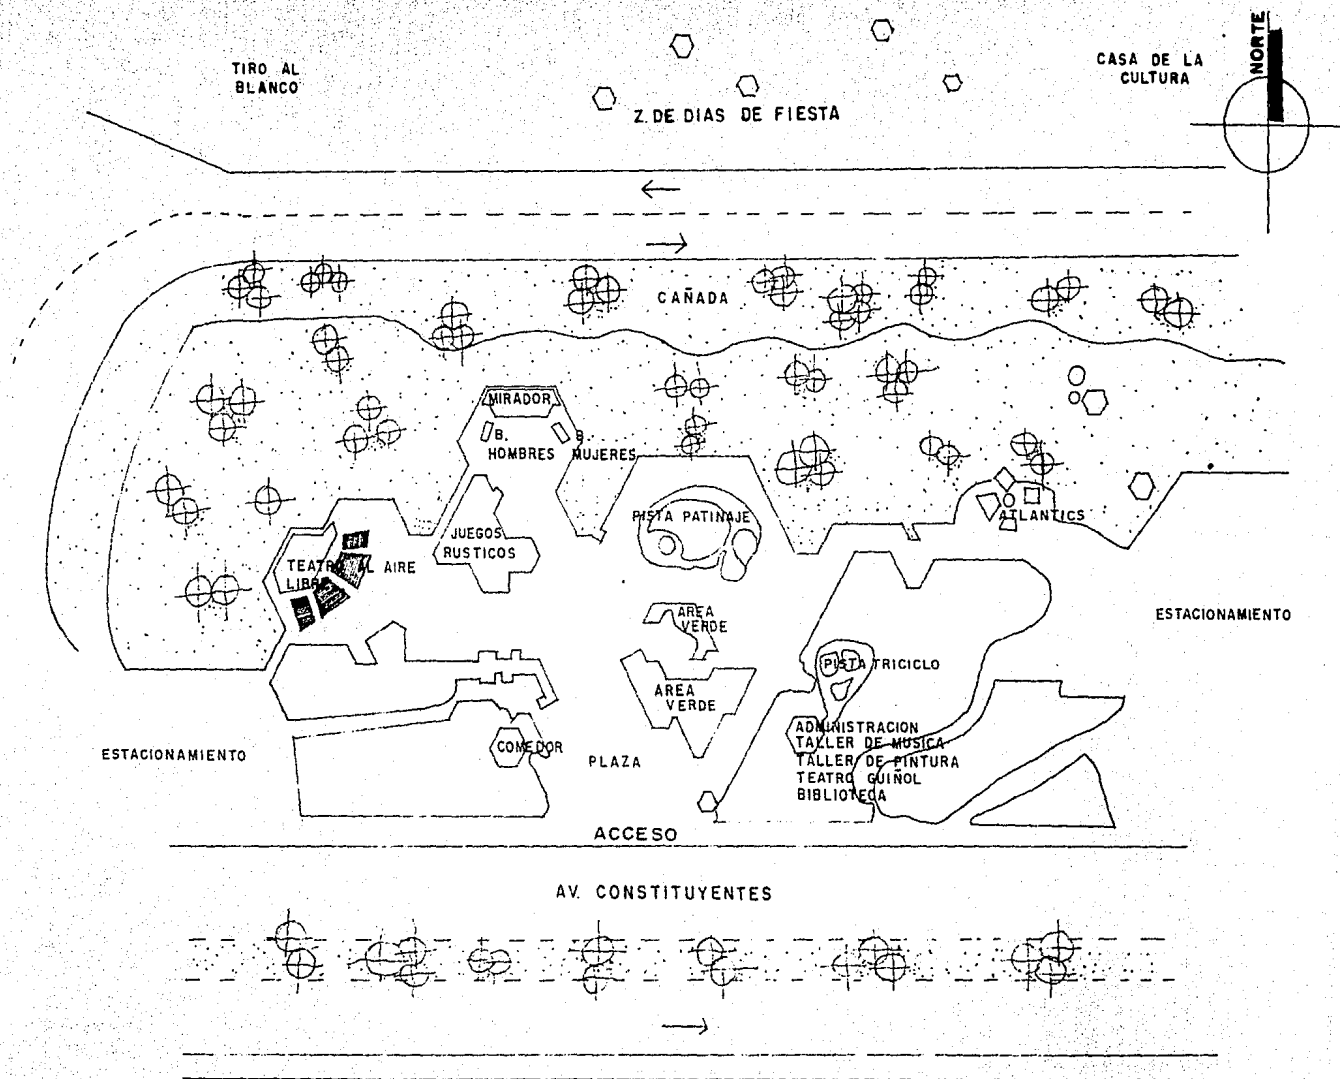 NORTE
TIRO AL
BLANCO
CASA DE LA
CULTURA
Z. DE DIAS DE FIESTA
CAÑADA
MIRADOR
B.
HOMBRES
B.
MUJERES
PISTA PATINAJE
ATLANTICS
JUEGOS
RUSTICOS
TEATRO AL AIRE
LIBRE
AREA
VERDE
ESTACIONAMIENTO
PISTA TRICICLO
AREA
VERDE
ADMINISTRACION
TALLER DE MUSICA
TALLER DE PINTURA
TEATRO GUIÑOL
BIBLIOTECA
ESTACIONAMIENTO
COMEDOR
PLAZA
ACCESO
AV. CONSTITUYENTES